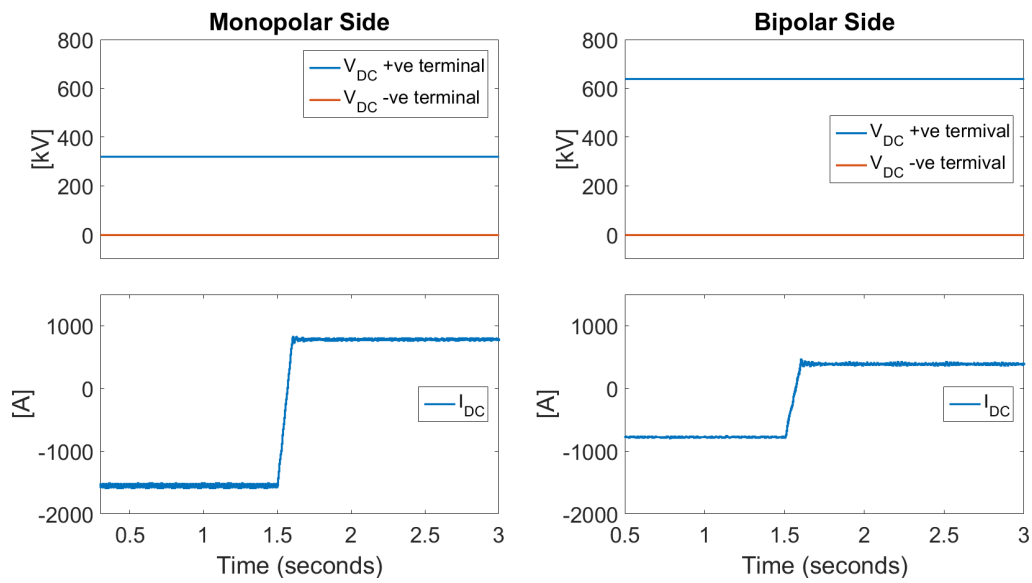 Monopolar Side
800
600
400
200
0
[kV]
V_DC +ve terminal
V_DC -ve terminal
Bipolar Side
800
600
400
200
0
[kV]
V_DC +ve termival
V_DC -ve termival
1000
0
-1000
-2000
[A]
I_DC
0.5 1 1.5 2 2.5 3
Time (seconds)
1000
0
-1000
-2000
[A]
I_DC
0.5 1 1.5 2 2.5 3
Time (seconds)